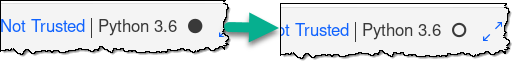 Not Trusted | Python 3.6
ot Trusted | Python 3.6